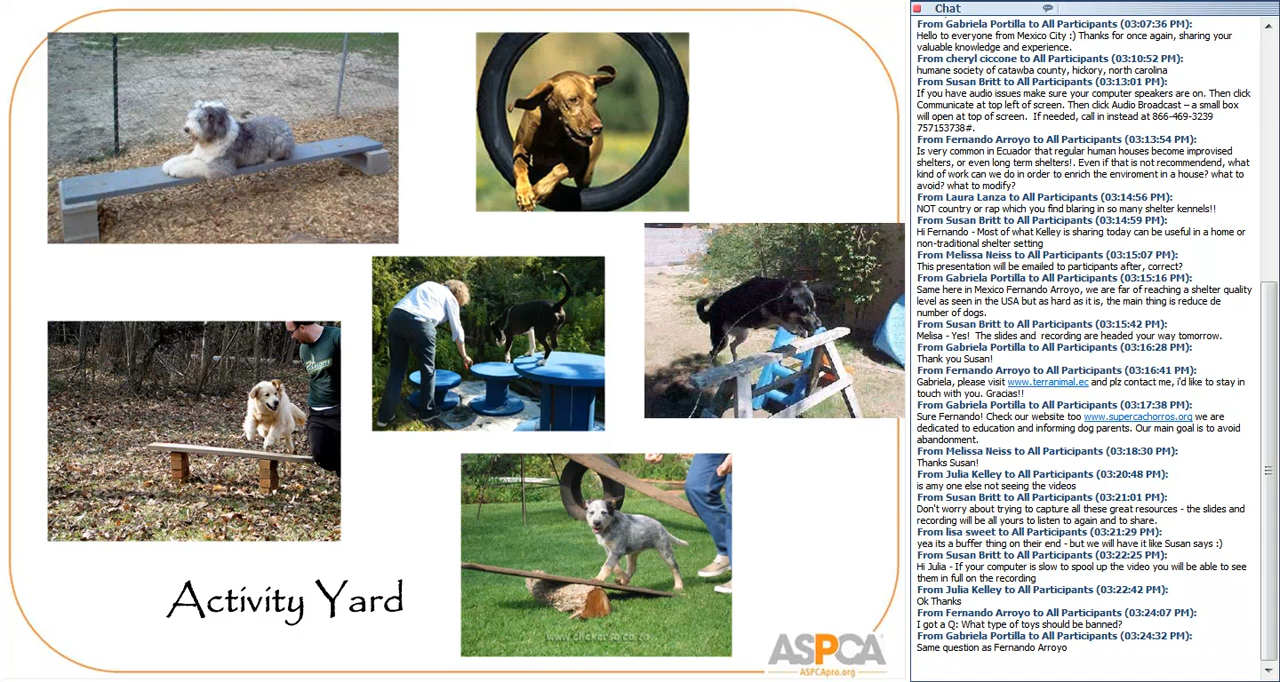 Activity Yard
www.clickersa.co.za
ASPCA
ASPCApro.org
Chat
From Gabriela Portilla to All Participants (03:07:36 PM):
Hello to everyone from Mexico City :) Thanks for once again, sharing your
valuable knowledge and experience.
From cheryl ciccone to All Participants (03:10:52 PM):
humane society of catawba county, hickory, north carolina
From Susan Britt to All Participants (03:13:01 PM):
If you have audio issues make sure your computer speakers are on. Then click
Communicate at top left of screen. Then click Audio Broadcast – a small box
will open at top of screen.  If needed, call in instead at 866-469-3239
757153738#.
From Fernando Arroyo to All Participants (03:13:54 PM):
Is very common in Ecuador that regular human houses become improvised
shelters, or even long term shelters!. Even if that is not recommendend, what
kind of work can we do in order to enrich the enviroment in a house? what to
avoid? what to modify?
From Laura Lanza to All Participants (03:14:56 PM):
NOT country or rap which you find blaring in so many shelter kennels!!
From Susan Britt to All Participants (03:14:59 PM):
Hi Fernando - Most of what Kelley is sharing today can be useful in a home or
non-traditional shelter setting
From Melissa Neiss to All Participants (03:15:07 PM):
This presentation will be emailed to participants after, correct?
From Gabriela Portilla to All Participants (03:15:16 PM):
Same here in Mexico Fernando Arroyo, we are far of reaching a shelter quality
level as seen in the USA but as hard as it is, the main thing is reduce de
number of dogs.
From Susan Britt to All Participants (03:15:42 PM):
Melisa - Yes!  The slides and  recording are headed your way tomorrow.
From Gabriela Portilla to All Participants (03:16:28 PM):
Thank you Susan!
From Fernando Arroyo to All Participants (03:16:41 PM):
Gabriela, please visit www.terranimal.ec and plz contact me, i'd like to stay in
touch with you. Gracias!!
From Gabriela Portilla to All Participants (03:17:38 PM):
Sure Fernando! Check our website too www.supercachorros.org we are
dedicated to education and informing dog parents. Our main goal is to avoid
abandonment.
From Melissa Neiss to All Participants (03:18:30 PM):
Thanks Susan!
From Julia Kelley to All Participants (03:20:48 PM):
is amy one else not seeing the videos
From Susan Britt to All Participants (03:21:01 PM):
Don't worry about trying to capture all these great resources - the slides and
recording will be all yours to listen to again and to share.
From lisa sweet to All Participants (03:21:29 PM):
yea its a buffer thing on their end - but we will have it like Susan says :)
From Susan Britt to All Participants (03:22:25 PM):
Hi Julia - If your computer is slow to spool up the video you will be able to see
them in full on the recording
From Julia Kelley to All Participants (03:22:42 PM):
Ok Thanks
From Fernando Arroyo to All Participants (03:24:07 PM):
I got a Q: What type of toys should be banned?
From Gabriela Portilla to All Participants (03:24:32 PM):
Same question as Fernando Arroyo